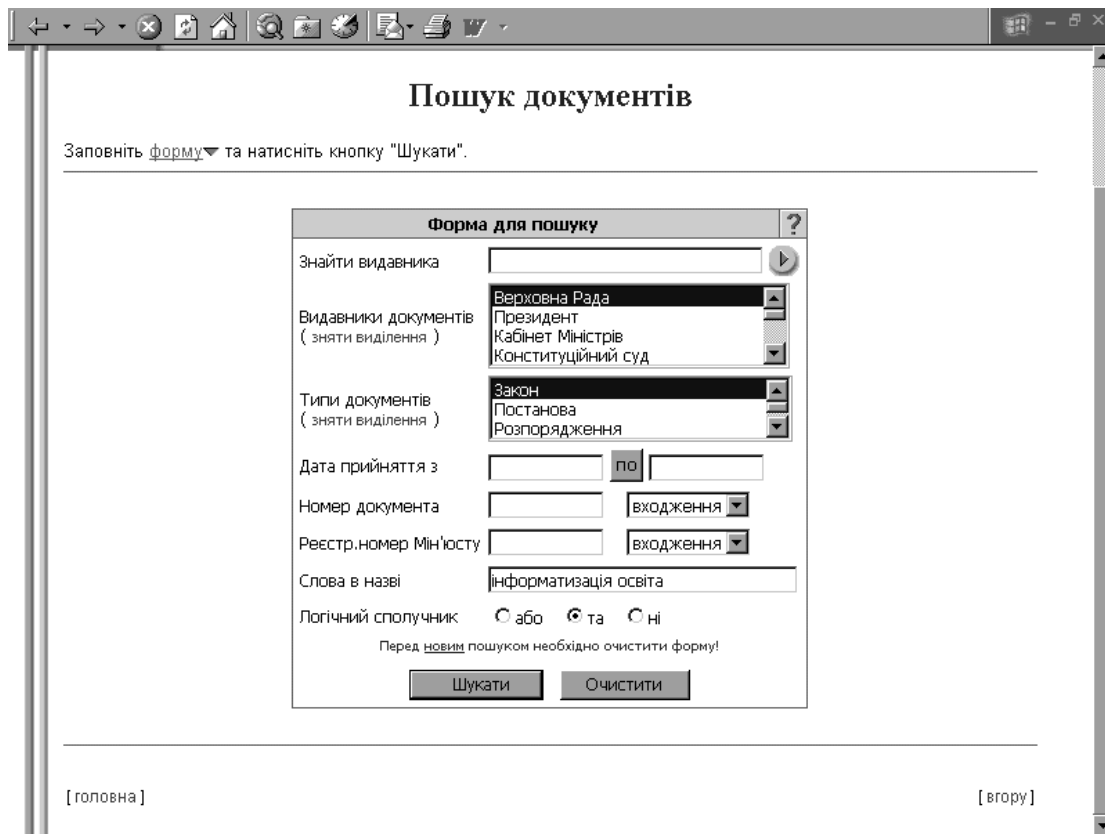 Пошук документів
Заповніть форму та натисніть кнопку "Шукати".
Форма для пошуку ?
Знайти видавника
Видавники документів
( зняти виділення )
Верховна Рада
Президент
Кабінет Міністрів
Конституційний суд
Типи документів
( зняти виділення )
Закон
Постанова
Розпорядження
Дата прийняття з по
Номер документа входження
Реєстр.номер Мін'юсту входження
Слова в назві інформатизація освіта
Логічний сполучник або та ні
Перед новим пошуком необхідно очистити форму!
Шукати Очистити
[ головна ] [ вгору ]